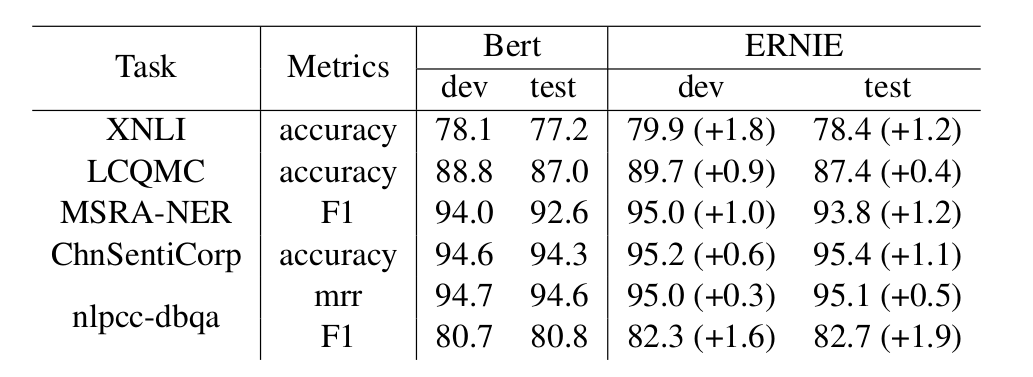 Task Metrics Bert ERNIE
dev test dev test
XNLI accuracy 78.1 77.2 79.9 (+1.8) 78.4 (+1.2)
LCQMC accuracy 88.8 87.0 89.7 (+0.9) 87.4 (+0.4)
MSRA-NER F1 94.0 92.6 95.0 (+1.0) 93.8 (+1.2)
ChnSentiCorp accuracy 94.6 94.3 95.2 (+0.6) 95.4 (+1.1)
nlpcc-dbqa mrr 94.7 94.6 95.0 (+0.3) 95.1 (+0.5)
F1 80.7 80.8 82.3 (+1.6) 82.7 (+1.9)